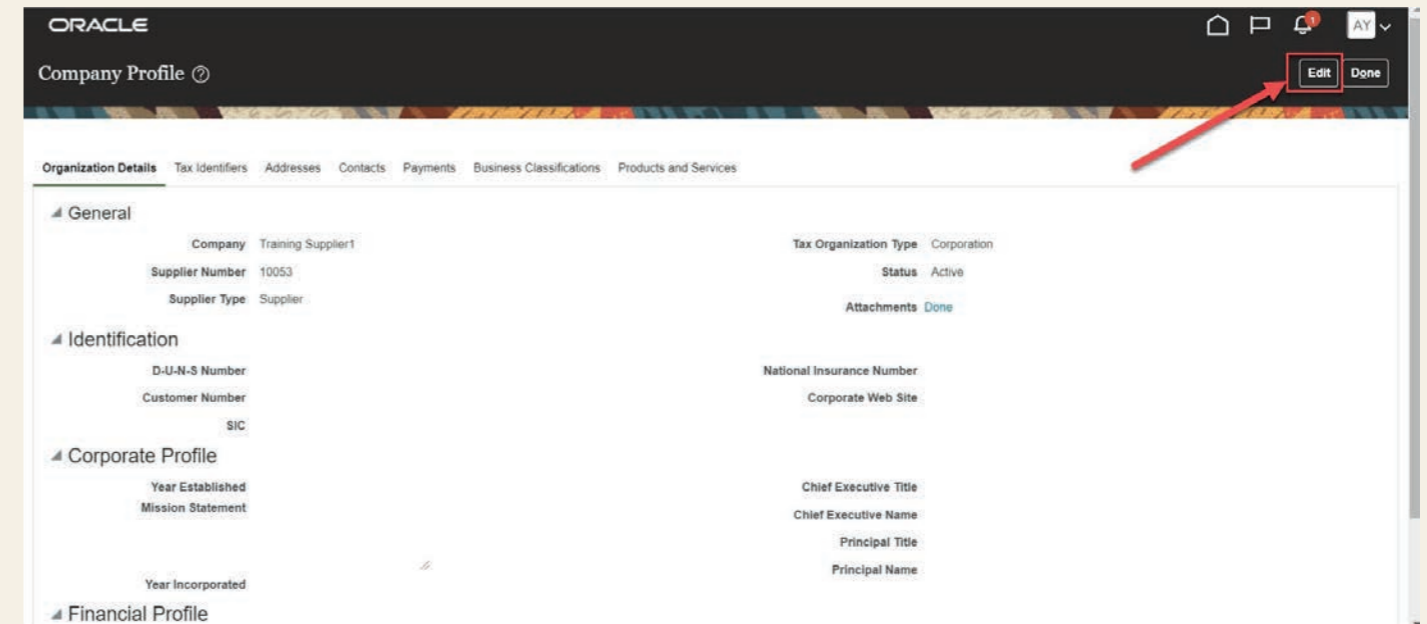 ORACLE
1
AY
Company Profile
Edit Done
Organization Details Tax Identifiers Addresses Contacts Payments Business Classifications Products and Services
General
Company Training Supplier1 Tax Organization Type Corporation
Supplier Number 10053 Status Active
Supplier Type Supplier
Attachments Done
Identification
D-U-N-S Number National Insurance Number
Customer Number Corporate Web Site
SIC
Corporate Profile
Year Established Chief Executive Title
Mission Statement
Chief Executive Name
Principal Title
Principal Name
Year Incorporated
Financial Profile